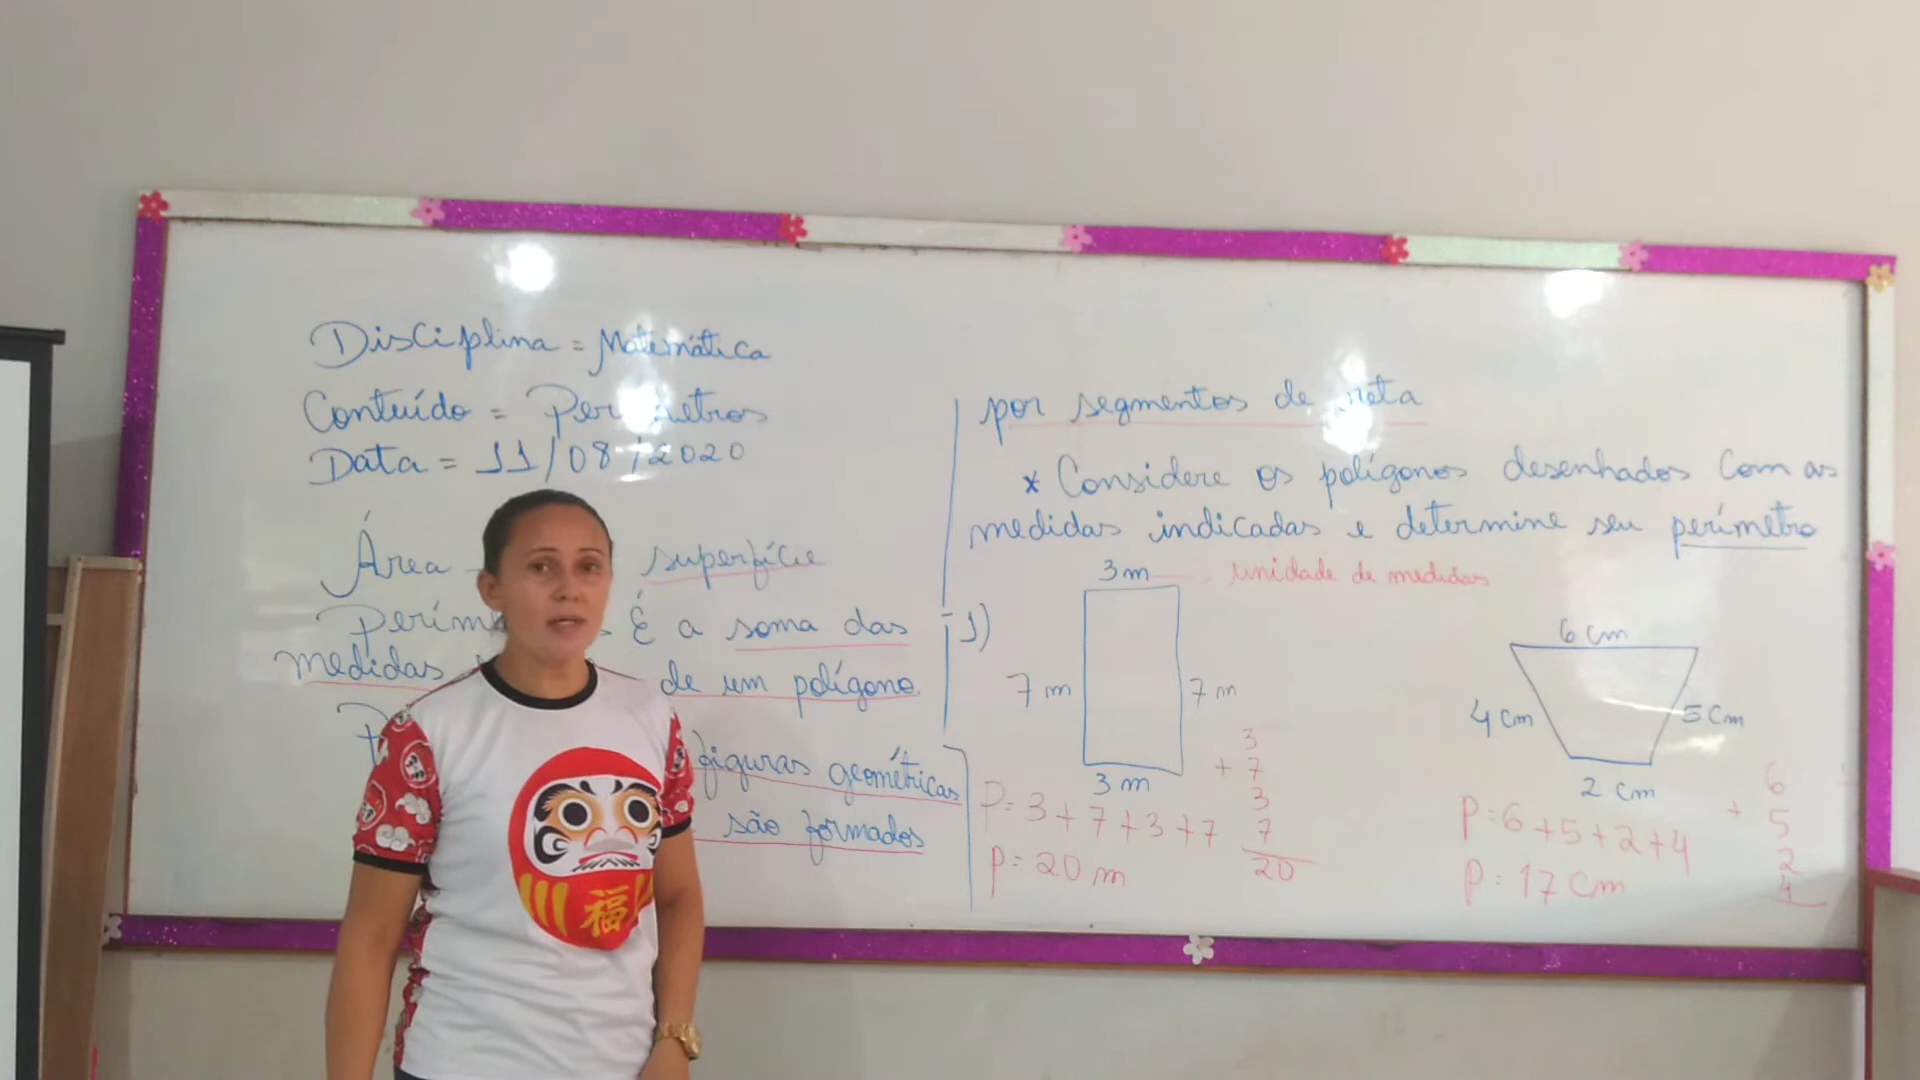 Disciplina = Matemática
Conteúdo = Perímetros
Data = 11/08/2020
Área superfície
É a soma das
medidas de um polígono.
figuras geométricas
são formados
por segmentos de reta
* Considere os polígonos desenhados com as
medidas indicadas e determine seu perímetro
unidade de medidas
1)
3 m
7 m
7 m
3 m
P= 3+7+3+7
P= 20 m
3
+ 7
3
7
20
6 cm
4 cm
5 cm
2 cm
P=6+5+2+4
P= 17 cm
6
+ 5
2
4
福